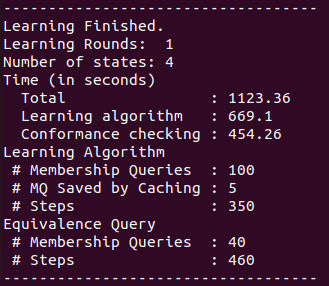 -----------------------------------
Learning Finished.
Learning Rounds:  1
Number of states: 4
Time (in seconds)
  Total                : 1123.36
  Learning algorithm   : 669.1
  Conformance checking : 454.26
Learning Algorithm
 # Membership Queries  : 100
 # MQ Saved by Caching : 5
 # Steps               : 350
Equivalence Query
 # Membership Queries  : 40
 # Steps               : 460
-----------------------------------